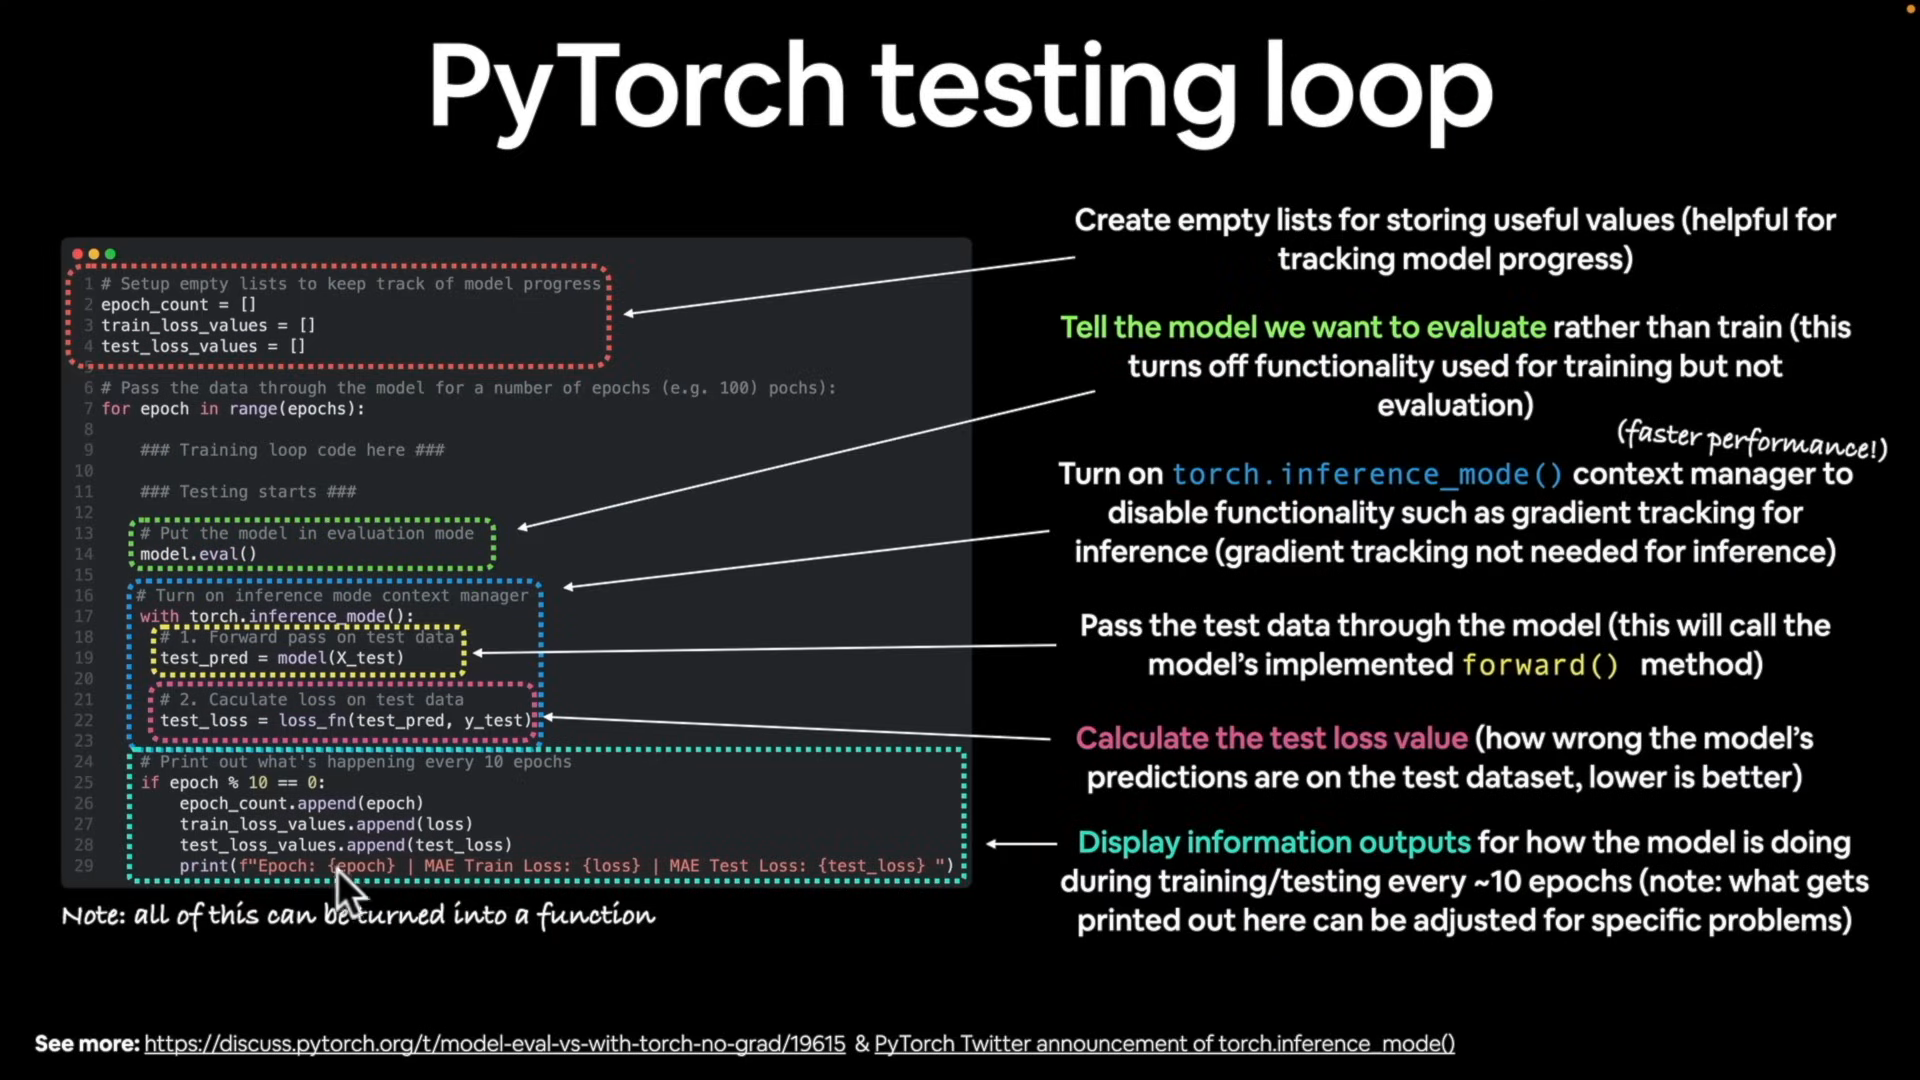 PyTorch testing loop
1 # Setup empty lists to keep track of model progress
2 epoch_count = []
3 train_loss_values = []
4 test_loss_values = []
5
6 # Pass the data through the model for a number of epochs (e.g. 100) pochs):
7 for epoch in range(epochs):
8
9 ### Training loop code here ###
10
11 ### Testing starts ###
12
13 # Put the model in evaluation mode
14 model.eval()
15
16 # Turn on inference mode context manager
17 with torch.inference_mode():
18 # 1. Forward pass on test data
19 test_pred = model(X_test)
20
21 # 2. Caculate loss on test data
22 test_loss = loss_fn(test_pred, y_test)
23
24 # Print out what's happening every 10 epochs
25 if epoch % 10 == 0:
26 epoch_count.append(epoch)
27 train_loss_values.append(loss)
28 test_loss_values.append(test_loss)
29 print(f"Epoch: {epoch} | MAE Train Loss: {loss} | MAE Test Loss: {test_loss} ")
Note: all of this can be turned into a function
Create empty lists for storing useful values (helpful for
tracking model progress)
Tell the model we want to evaluate rather than train (this
turns off functionality used for training but not
evaluation)
(faster performance!)
Turn on torch.inference_mode() context manager to
disable functionality such as gradient tracking for
inference (gradient tracking not needed for inference)
Pass the test data through the model (this will call the
model's implemented forward() method)
Calculate the test loss value (how wrong the model's
predictions are on the test dataset, lower is better)
Display information outputs for how the model is doing
during training/testing every ~10 epochs (note: what gets
printed out here can be adjusted for specific problems)
See more: https://discuss.pytorch.org/t/model-eval-vs-with-torch-no-grad/19615 & PyTorch Twitter announcement of torch.inference_mode()